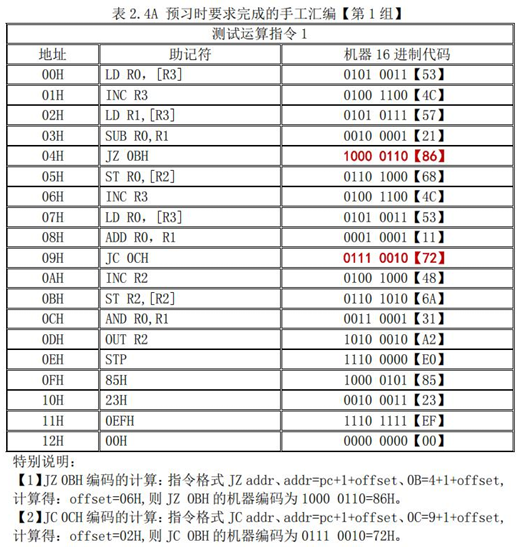 表 2.4A 预习时要求完成的手工汇编【第 1 组】
测试运算指令 1
地址 助记符 机器 16 进制代码
00H LD R0，[R3] 0101 0011【53】
01H INC R3 0100 1100【4C】
02H LD R1,[R3] 0101 0111【57】
03H SUB R0,R1 0010 0001【21】
04H JZ 0BH 1000 0110【86】
05H ST R0,[R2] 0110 1000【68】
06H INC R3 0100 1100【4C】
07H LD R0,[R3] 0101 0011【53】
08H ADD R0，R1 0001 0001【11】
09H JC 0CH 0111 0010【72】
0AH INC R2 0100 1000【48】
0BH ST R2,[R2] 0110 1010【6A】
0CH AND R0,R1 0011 0001【31】
0DH OUT R2 1010 0010【A2】
0EH STP 1110 0000【E0】
0FH 85H 1000 0101【85】
10H 23H 0010 0011【23】
11H 0EFH 1110 1111【EF】
12H 00H 0000 0000【00】
特别说明：
【1】JZ 0BH 编码的计算：指令格式 JZ addr、addr=pc+1+offset、0B=4+1+offset,
计算得：offset=06H,则 JZ 0BH 的机器编码为 1000 0110=86H。
【2】JC 0CH 编码的计算：指令格式 JC addr、addr=pc+1+offset、0C=9+1+offset,
计算得：offset=02H,则 JC 0BH 的机器编码为 0111 0010=72H。